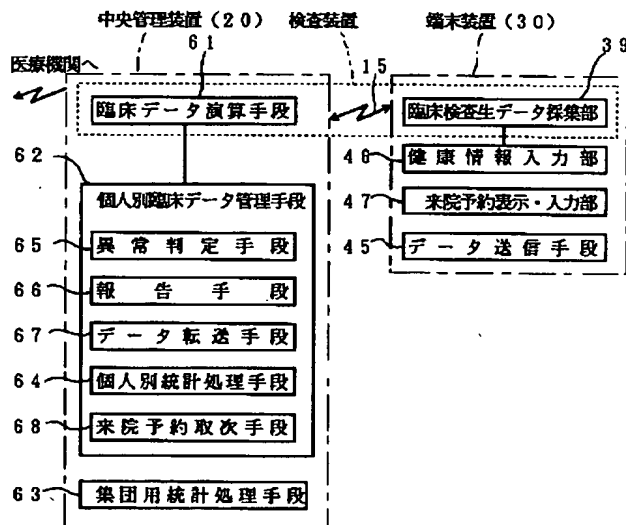 中央管理装置(20) 検査装置 端末装置(30)
61 39
医療機関へ 15
臨床データ演算手段 臨床検査生データ採集部
62 46 健康情報入力部
個人別臨床データ管理手段 47 来院予約表示・入力部
65 異常判定手段 45 データ送信手段
66 報告手段
67 データ転送手段
64 個人別統計処理手段
68 来院予約取次手段
63 集団用統計処理手段